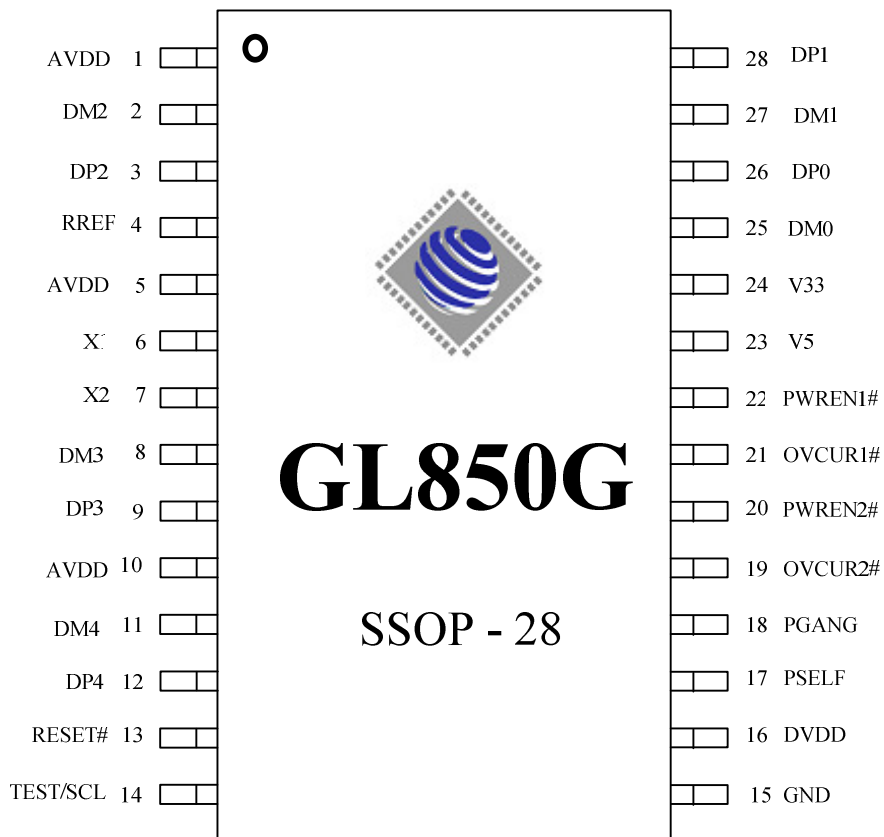 AVDD 1
DM2 2
DP2 3
RREF 4
AVDD 5
6
X2 7
DM3 8
DP3 9
AVDD 10
DM4 11
DP4 12
RESET# 13
TEST/SCL 14
GL850G
SSOP - 28
28 DP1
27 DM1
26 DP0
25 DM0
24 V33
23 V5
22 PWREN1#
21 OVCUR1#
20 PWREN2#
19 OVCUR2#
18 PGANG
17 PSELF
16 DVDD
15 GND